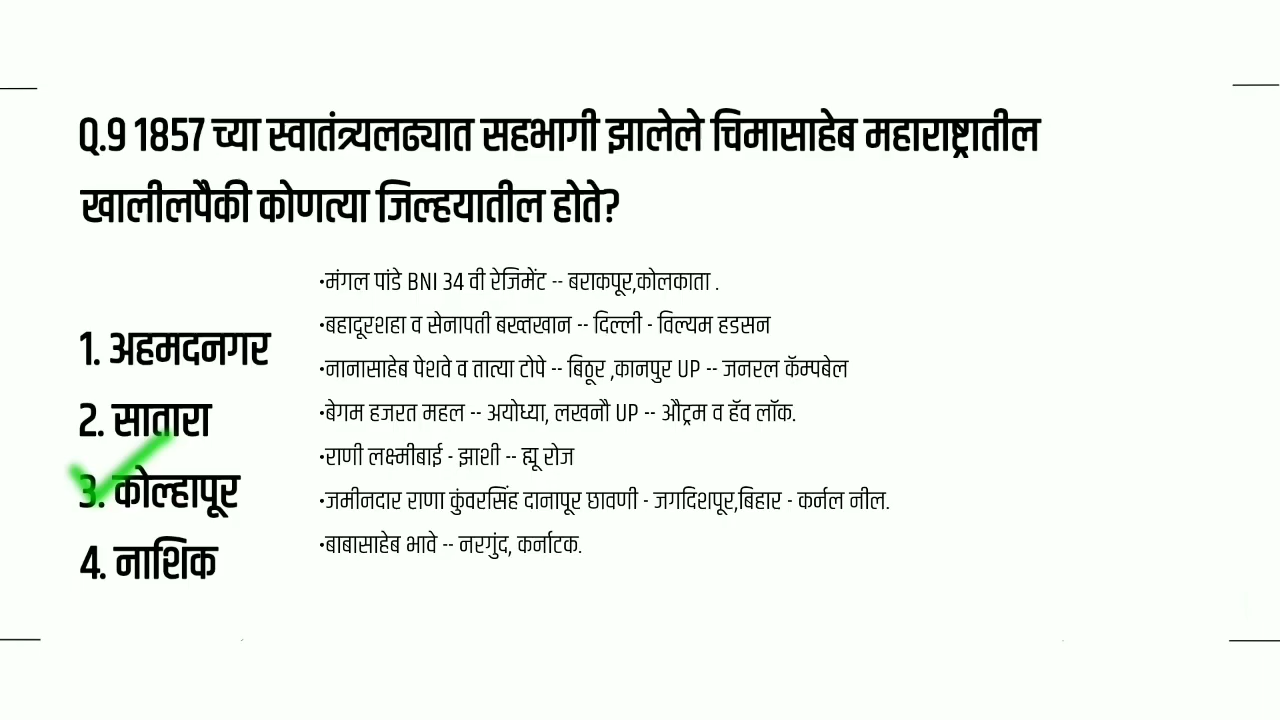 Q.9 1857 च्या स्वातंत्र्यलढ्यात सहभागी झालेले चिमासाहेब महाराष्ट्रातील
खालीलपैकी कोणत्या जिल्हयातील होते?
1. अहमदनगर
2. सातारा
3. कोल्हापूर
4. नाशिक
•मंगल पांडे BNI 34 वी रेजिमेंट -- बराकपूर,कोलकाता .
•बहादूरशहा व सेनापती बख्तखान -- दिल्ली - विल्यम हडसन
•नानासाहेब पेशवे व तात्या टोपे -- बिठूर ,कानपुर UP -- जनरल कॅम्पबेल
•बेगम हजरत महल -- अयोध्या, लखनौ UP -- औट्रम व हॅव लॉक.
•राणी लक्ष्मीबाई - झाशी -- ह्यू रोज
•जमीनदार राणा कुंवरसिंह दानापूर छावणी - जगदिशपूर,बिहार - कर्नल नील.
•बाबासाहेब भावे -- नरगुंद, कर्नाटक.